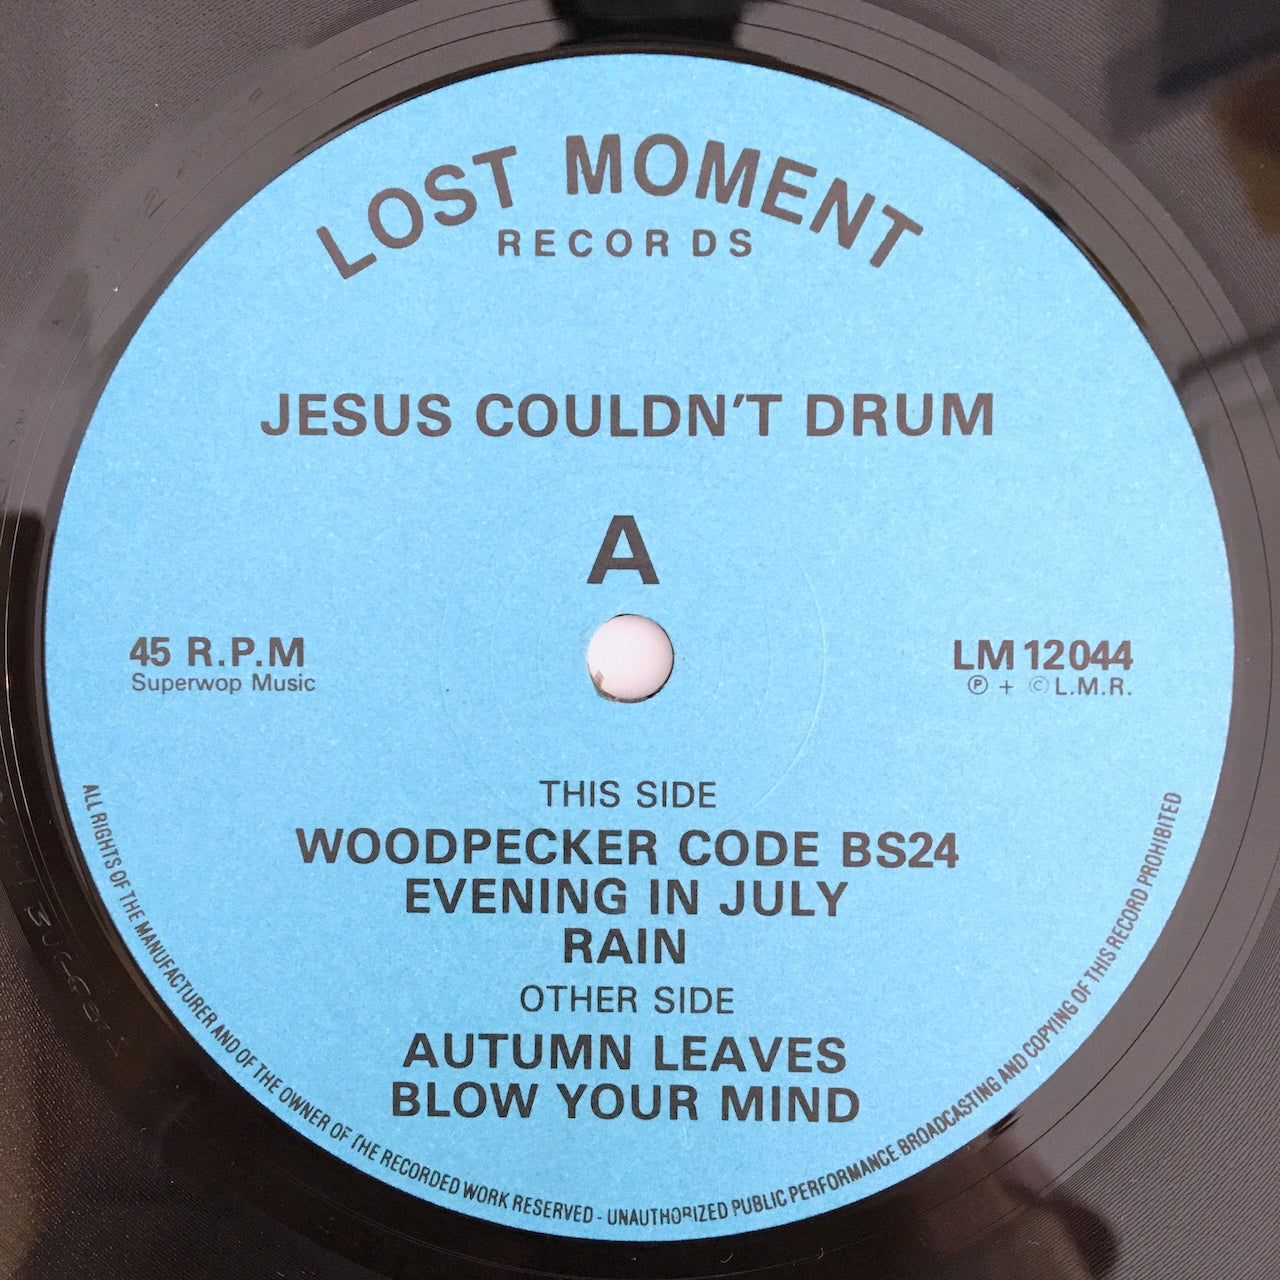 LOST MOMENT
RECORDS
JESUS COULDN'T DRUM
A
45 R.P.M
Superwop Music
LM 12044
℗ + © L.M.R.
THIS SIDE
WOODPECKER CODE BS24
EVENING IN JULY
RAIN
OTHER SIDE
AUTUMN LEAVES
BLOW YOUR MIND
ALL RIGHTS OF THE MANUFACTURER AND OF THE OWNER OF THE RECORDED WORK RESERVED - UNAUTHORIZED PUBLIC PERFORMANCE BROADCASTING AND COPYING OF THIS RECORD PROHIBITED